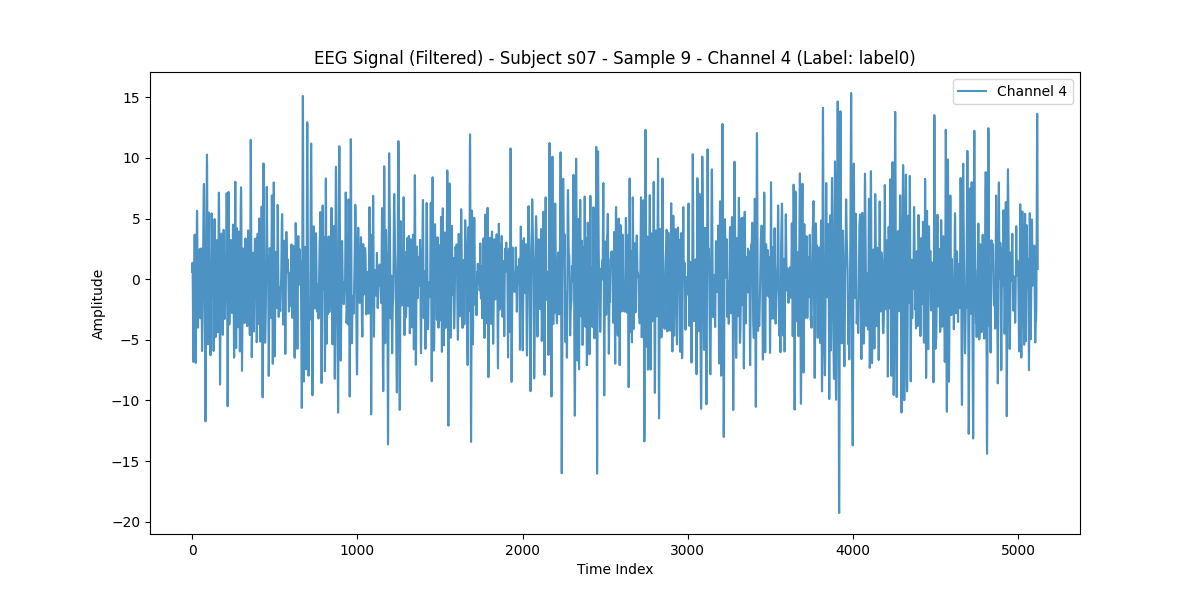 EEG Signal (Filtered) - Subject s07 - Sample 9 - Channel 4 (Label: label0)
Channel 4
15
10
5
0
−5
−10
−15
−20
Amplitude
0 1000 2000 3000 4000 5000
Time Index